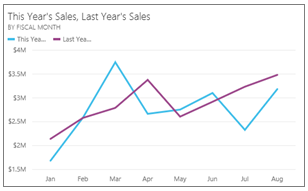 This Year's Sales, Last Year's Sales
BY FISCAL MONTH
This Yea... Last Yea...
$4M
$3.5M
$3M
$2.5M
$2M
$1.5M
Jan Feb Mar Apr May Jun Jul Aug